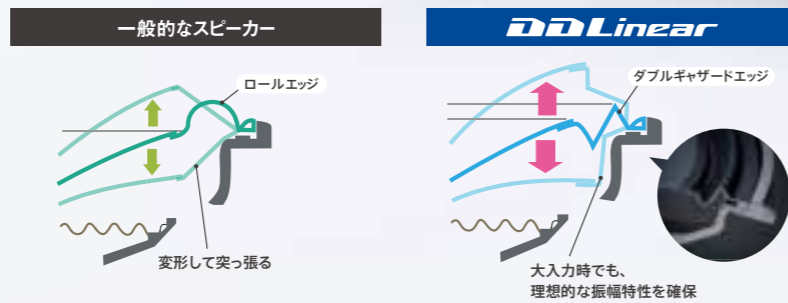 一般的なスピーカー
DDLinear
ロールエッジ
ダブルギャザードエッジ
変形して突っ張る
大入力時でも、
理想的な振幅特性を確保